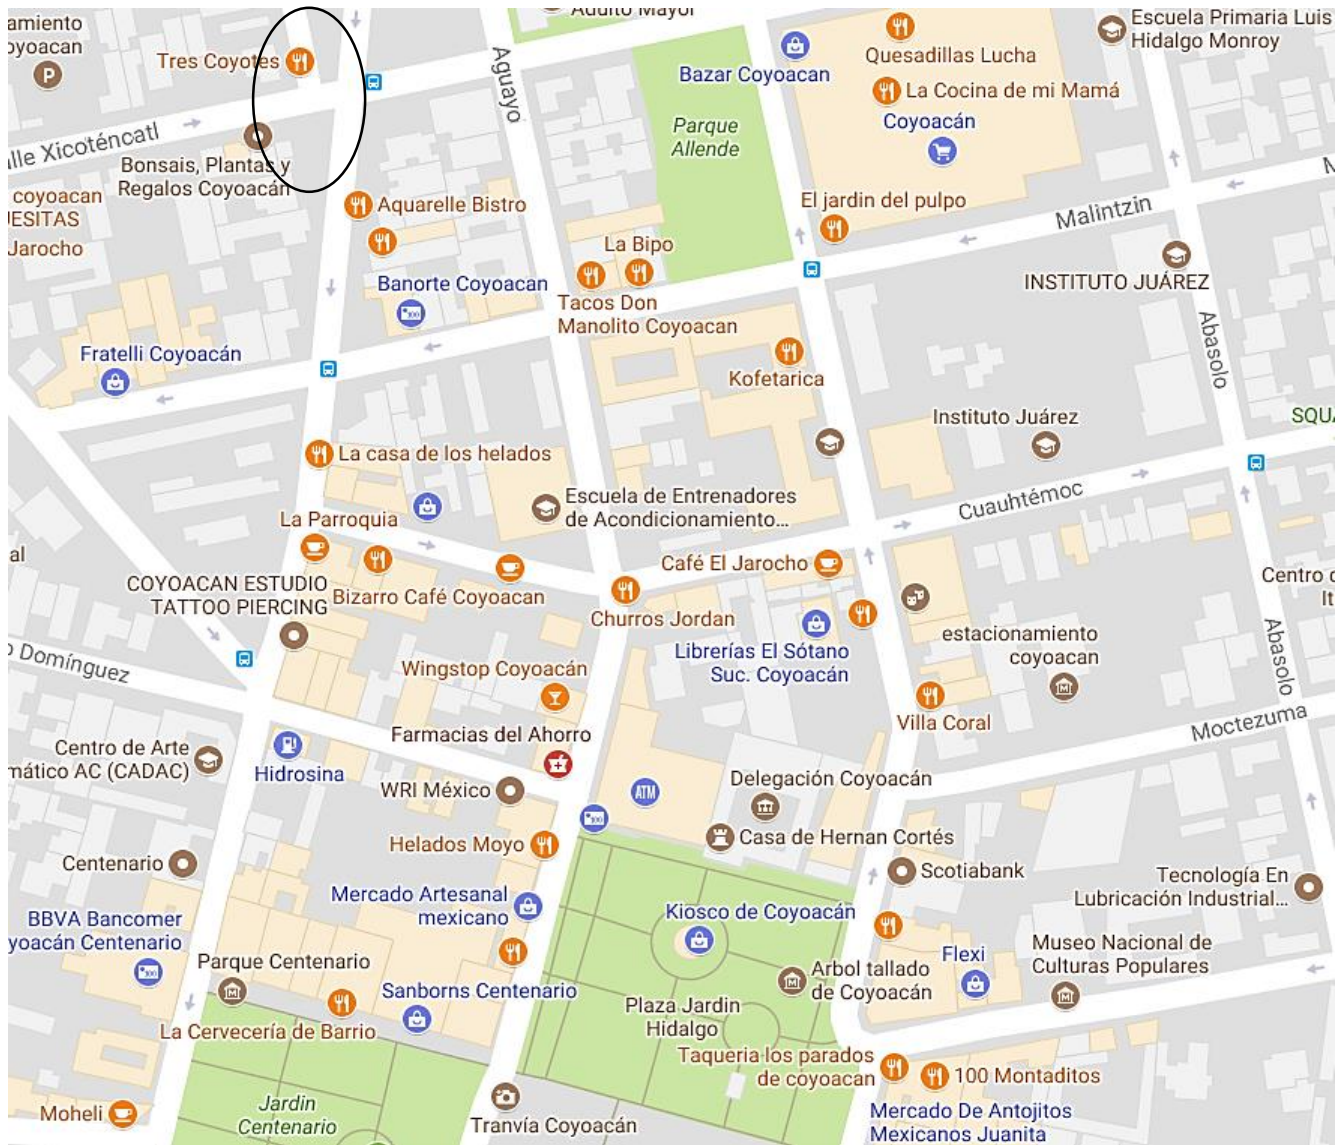 Adulto Mayor
Escuela Primaria Luis
Hidalgo Monroy
amiento
oyoacan
P
Tres Coyotes
Aguayo
Bazar Coyoacan
Quesadillas Lucha
La Cocina de mi Mamá
Coyoacán
Parque
Allende
lle Xicoténcatl
Bonsais, Plantas y
Regalos Coyoacán
coyoacan
JESITAS
Jarocho
Aquarelle Bistro
El jardin del pulpo
Malintzin
La Bipo
INSTITUTO JUÁREZ
Banorte Coyoacan
Tacos Don
Manolito Coyoacan
Abasolo
Fratelli Coyoacán
Kofetarica
Instituto Juárez
SQUA
La casa de los helados
Escuela de Entrenadores
de Acondicionamiento...
Cuauhtémoc
La Parroquia
al
Café El Jarocho
COYOACAN ESTUDIO
TATTOO PIERCING
Bizarro Café Coyoacan
Churros Jordan
Centro d
It
Librerías El Sótano
Suc. Coyoacán
estacionamiento
coyoacan
Abasolo
o Domínguez
Wingstop Coyoacán
Villa Coral
Moctezuma
Farmacias del Ahorro
Centro de Arte
mático AC (CADAC)
Hidrosina
WRI México
ATM
Delegación Coyoacán
Casa de Hernan Cortés
Helados Moyo
Centenario
Scotiabank
Tecnología En
Lubricación Industrial...
Mercado Artesanal
mexicano
Kiosco de Coyoacán
BBVA Bancomer
yoacán Centenario
Flexi
Museo Nacional de
Culturas Populares
Parque Centenario
Arbol tallado
de Coyoacán
Sanborns Centenario
Plaza Jardin
Hidalgo
La Cervecería de Barrio
Taqueria los parados
de coyoacan
100 Montaditos
Moheli
Jardin
Centenario
Tranvía Coyoacán
Mercado De Antojitos
Mexicanos Juanita